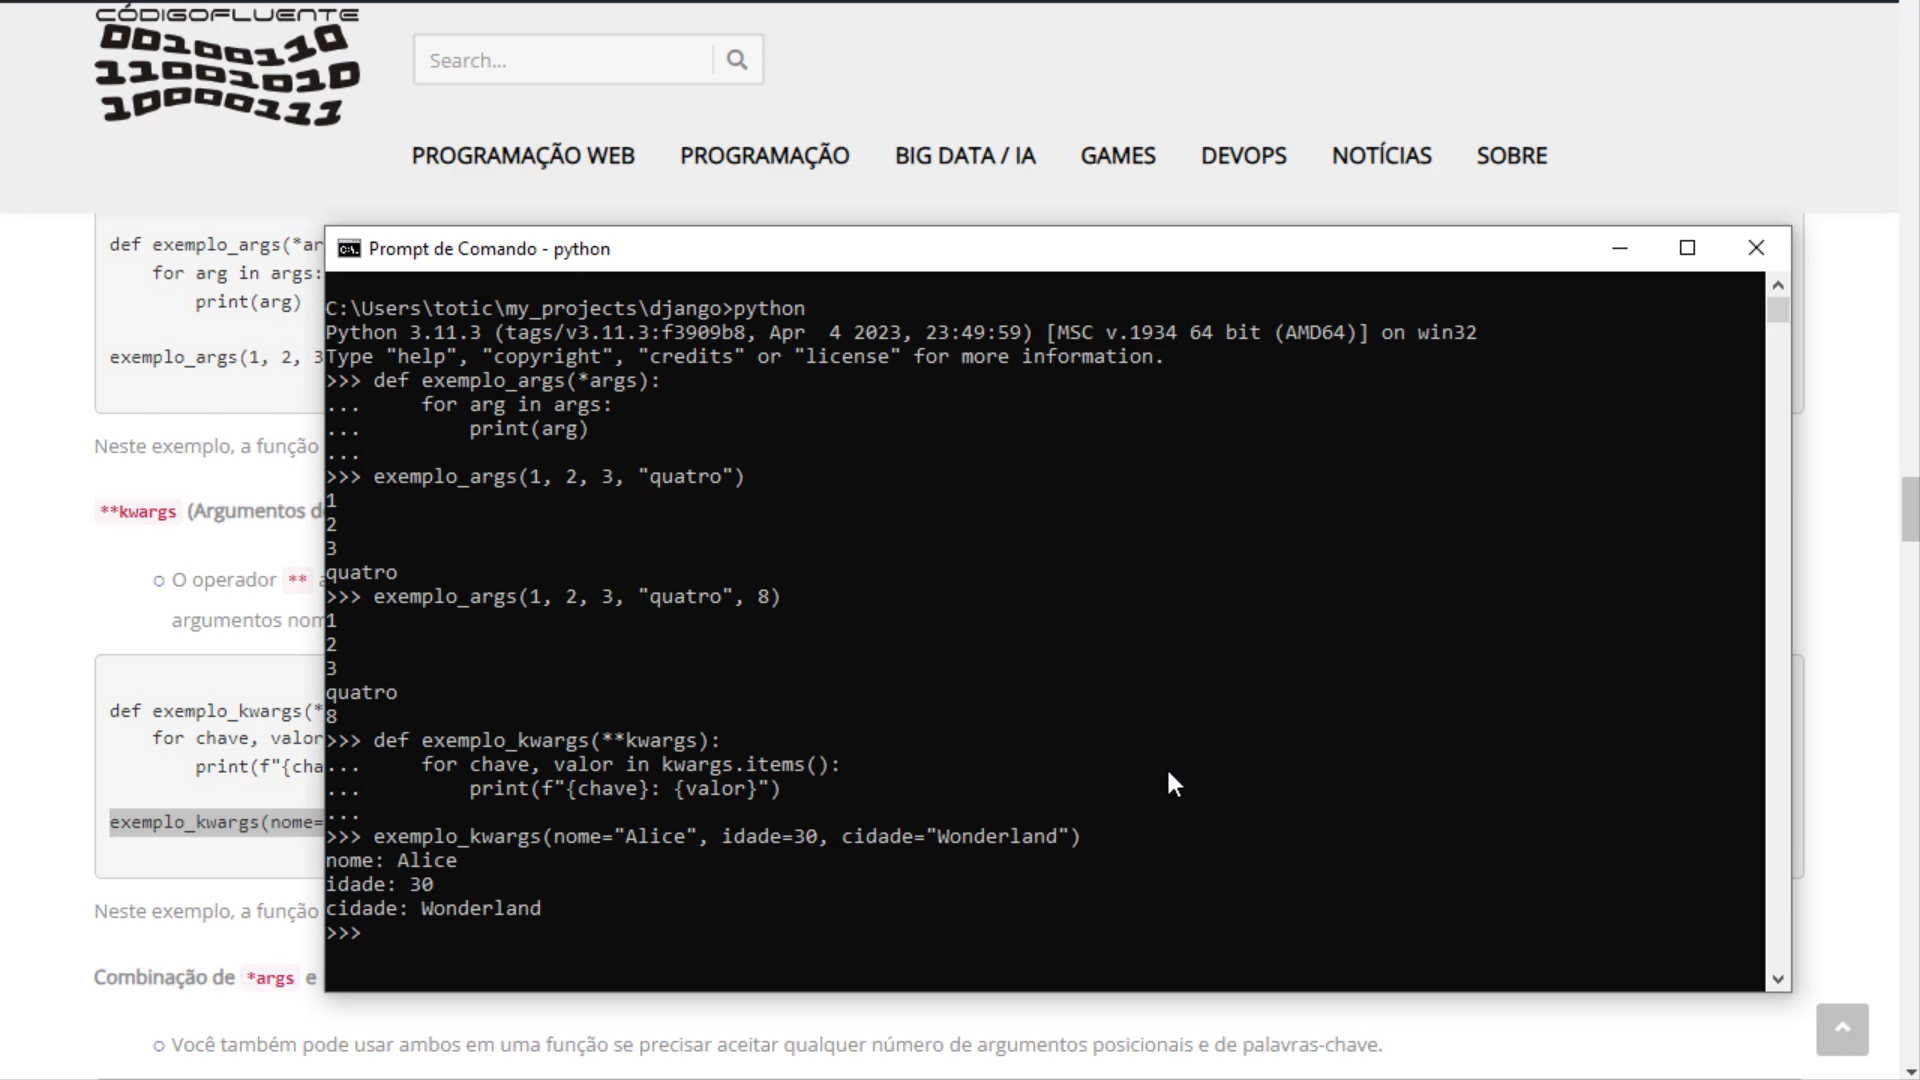 CÓDIGOFLUENTE
00100110
11001010
10000111
Search...
PROGRAMAÇÃO WEB PROGRAMAÇÃO BIG DATA / IA GAMES DEVOPS NOTÍCIAS SOBRE
def exemplo_args(*ar
for arg in args:
print(arg)
exemplo_args(1, 2, 3
Neste exemplo, a função
**kwargs (Argumentos d
O operador **
argumentos nom
def exemplo_kwargs(*
for chave, valor
print(f"{cha
exemplo_kwargs(nome=
Neste exemplo, a função
Combinação de *args e
Você também pode usar ambos em uma função se precisar aceitar qualquer número de argumentos posicionais e de palavras-chave.
Prompt de Comando - python
C:\Users\totic\my_projects\django>python
Python 3.11.3 (tags/v3.11.3:f3909b8, Apr  4 2023, 23:49:59) [MSC v.1934 64 bit (AMD64)] on win32
Type "help", "copyright", "credits" or "license" for more information.
>>> def exemplo_args(*args):
...     for arg in args:
...         print(arg)
...
>>> exemplo_args(1, 2, 3, "quatro")
1
2
3
quatro
>>> exemplo_args(1, 2, 3, "quatro", 8)
1
2
3
quatro
8
>>> def exemplo_kwargs(**kwargs):
...     for chave, valor in kwargs.items():
...         print(f"{chave}: {valor}")
...
>>> exemplo_kwargs(nome="Alice", idade=30, cidade="Wonderland")
nome: Alice
idade: 30
cidade: Wonderland
>>>